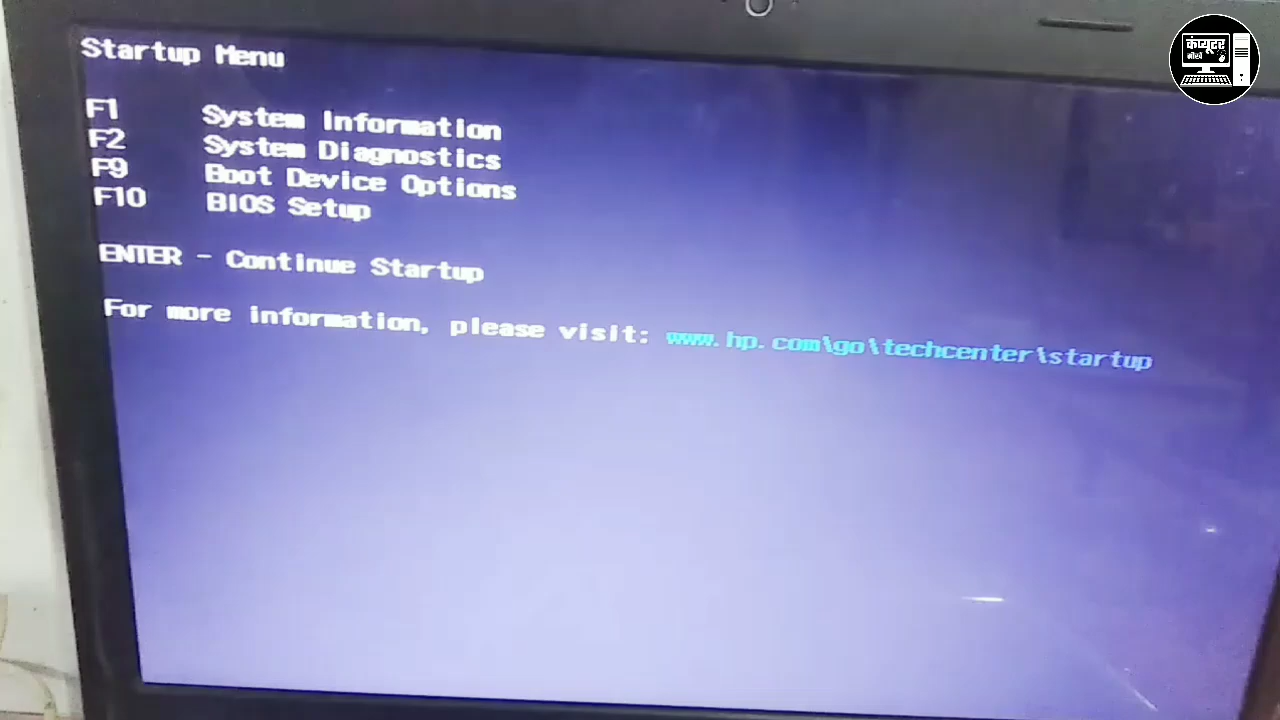 Startup Menu
F1 System Information
F2 System Diagnostics
F9 Boot Device Options
F10 BIOS Setup
ENTER - Continue Startup
For more information, please visit: www.hp.com\go\techcenter\startup
कंप्यूटर